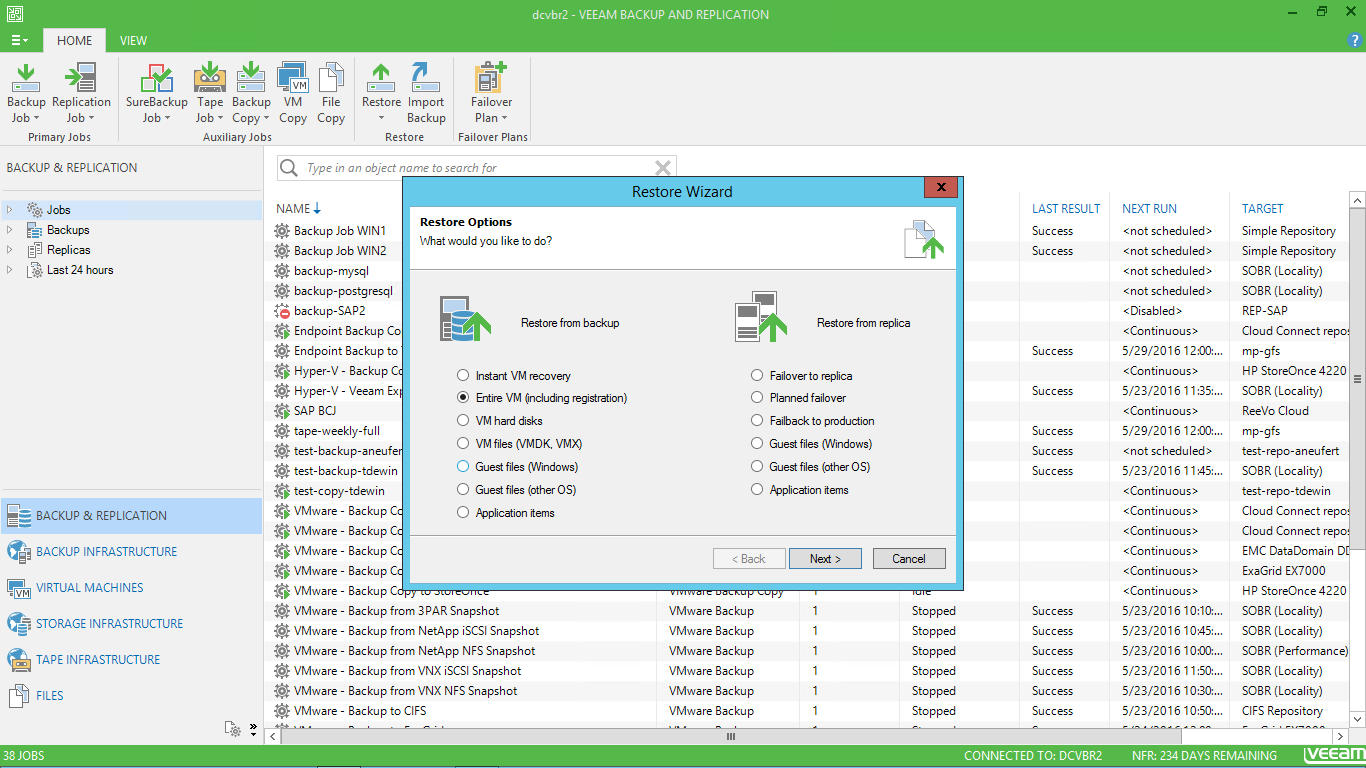 dcvbr2 - VEEAM BACKUP AND REPLICATION
HOME VIEW
Backup Job
Replication Job
Primary Jobs
SureBackup Job
Tape Job
Backup Copy
VM Copy
File Copy
Auxiliary Jobs
Restore
Import Backup
Restore
Failover Plan
Failover Plans
BACKUP & REPLICATION
Jobs
Backups
Replicas
Last 24 hours
BACKUP & REPLICATION
BACKUP INFRASTRUCTURE
VIRTUAL MACHINES
STORAGE INFRASTRUCTURE
TAPE INFRASTRUCTURE
FILES
Type in an object name to search for
NAME LAST RESULT NEXT RUN TARGET
Backup Job WIN1 Success <not scheduled> Simple Repository
Backup Job WIN2 Success <not scheduled> Simple Repository
backup-mysql <not scheduled> SOBR (Locality)
backup-postgresql <not scheduled> SOBR (Locality)
backup-SAP2 <Disabled> REP-SAP
Endpoint Backup Co <Continuous> Cloud Connect repos
Endpoint Backup to Success 5/29/2016 12:00:... mp-gfs
Hyper-V - Backup Co <Continuous> HP StoreOnce 4220
Hyper-V - Veeam Exp Success 5/23/2016 11:35:... SOBR (Locality)
SAP BCJ <Continuous> ReeVo Cloud
tape-weekly-full Success 5/29/2016 12:00:... mp-gfs
test-backup-aneufer Success <not scheduled> test-repo-aneufert
test-backup-tdewin Success 5/23/2016 11:45:... SOBR (Locality)
test-copy-tdewin <Continuous> test-repo-tdewin
VMware - Backup Co <Continuous> Cloud Connect repos
VMware - Backup Co <Continuous> Cloud Connect repos
VMware - Backup Co <Continuous> EMC DataDomain DD
VMware - Backup Co <Continuous> ExaGrid EX7000
VMware - Backup Copy to StoreOnce VMware Backup Copy 1 Idle <Continuous> HP StoreOnce 4220
VMware - Backup from 3PAR Snapshot VMware Backup 1 Stopped Success 5/23/2016 10:10:... SOBR (Locality)
VMware - Backup from NetApp iSCSI Snapshot VMware Backup 1 Stopped Success 5/23/2016 10:45:... SOBR (Locality)
VMware - Backup from NetApp NFS Snapshot VMware Backup 1 Stopped Success 5/23/2016 10:00:... SOBR (Performance)
VMware - Backup from VNX iSCSI Snapshot VMware Backup 1 Stopped Success 5/23/2016 11:50:... SOBR (Locality)
VMware - Backup from VNX NFS Snapshot VMware Backup 1 Stopped Success 5/23/2016 10:30:... SOBR (Locality)
VMware - Backup to CIFS VMware Backup 1 Stopped Success 5/23/2016 10:50:... CIFS Repository
Restore Wizard
Restore Options
What would you like to do?
Restore from backup
Instant VM recovery
Entire VM (including registration)
VM hard disks
VM files (VMDK, VMX)
Guest files (Windows)
Guest files (other OS)
Application items
Restore from replica
Failover to replica
Planned failover
Failback to production
Guest files (Windows)
Guest files (other OS)
Application items
< Back Next > Cancel
38 JOBS CONNECTED TO: DCVBR2 NFR: 234 DAYS REMAINING veeam